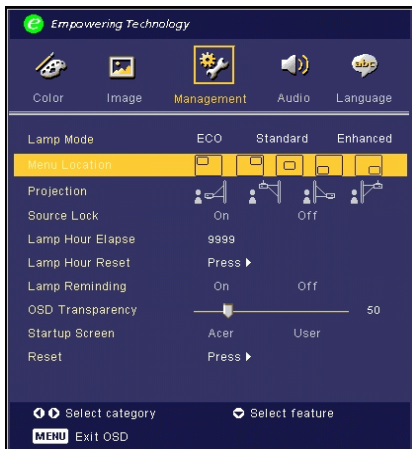 e Empowering Technology
Color Image Management Audio Language
abc
Lamp Mode ECO Standard Enhanced
Menu Location
Projection
Source Lock On Off
Lamp Hour Elapse 9999
Lamp Hour Reset Press
Lamp Reminding On Off
OSD Transparency 50
Startup Screen Acer User
Reset Press
Select category Select feature
MENU Exit OSD